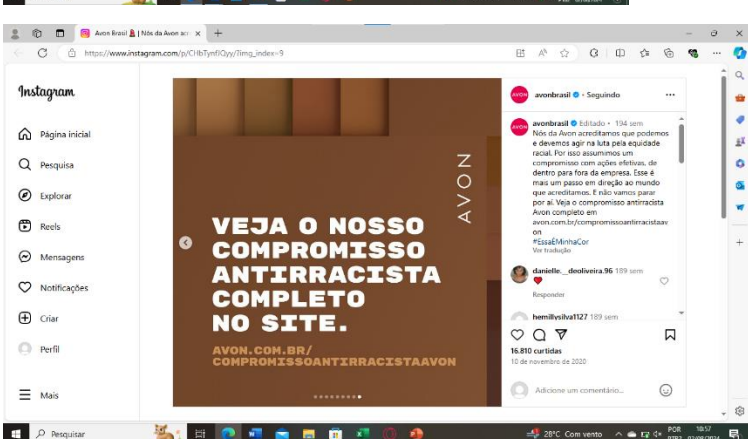 Avon Brasil | Nós da Avon acr
https://www.instagram.com/p/CHbTynfJQyy/?img_index=9
Instagram
Página inicial
Pesquisa
Explorar
Reels
Mensagens
Notificações
Criar
Perfil
Mais
AVON
VEJA O NOSSO
COMPROMISSO
ANTIRRACISTA
COMPLETO
NO SITE.
AVON.COM.BR/
COMPROMISSOANTIRRACISTAAVON
avonbrasil • Seguindo
avonbrasil Editado • 194 sem
Nós da Avon acreditamos que podemos
e devemos agir na luta pela equidade
racial. Por isso assumimos um
compromisso com ações efetivas, de
dentro para fora da empresa. Esse é
mais um passo em direção ao mundo
que acreditamos. E não vamos parar
por aí. Veja o compromisso antirracista
Avon completo em
avon.com.br/compromissoantirracistaav
on
#EssaÉMinhaCor
Ver tradução
danielle._deoliveira.96 189 sem
Responder
hemillysilva1127 189 sem
16.810 curtidas
10 de novembro de 2020
Adicione um comentário...
Pesquisar
28°C Com vento
POR
10:57